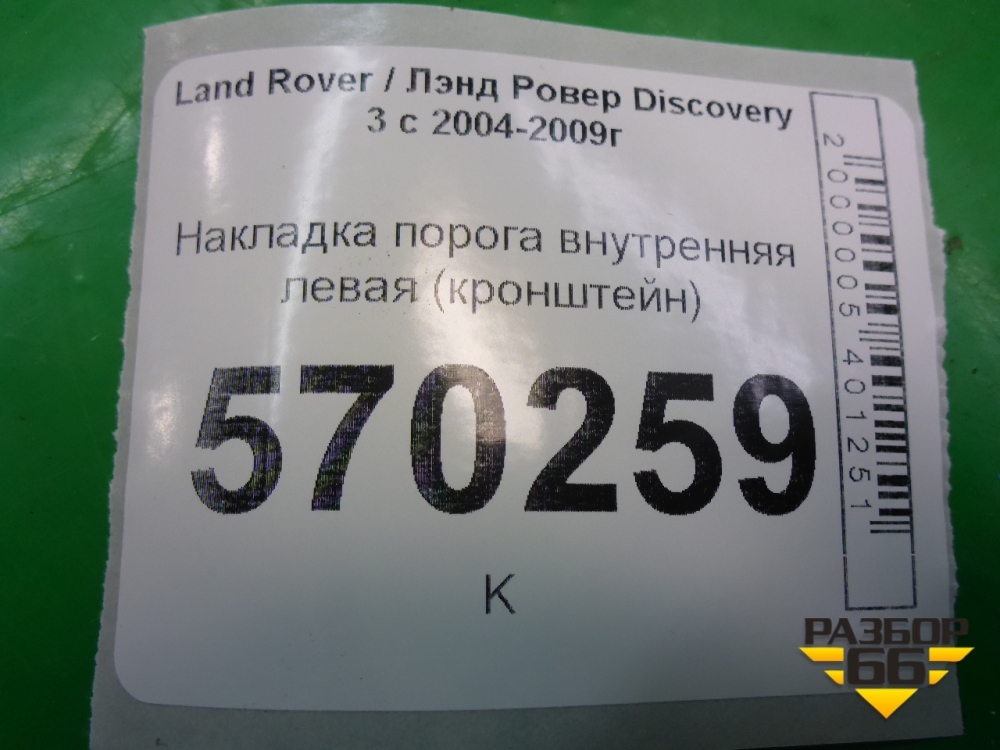 Land Rover / Лэнд Ровер Discovery
3 с 2004-2009г
Накладка порога внутренняя
левая (кронштейн)
570259
К
2000005401251
РАЗБОР
66